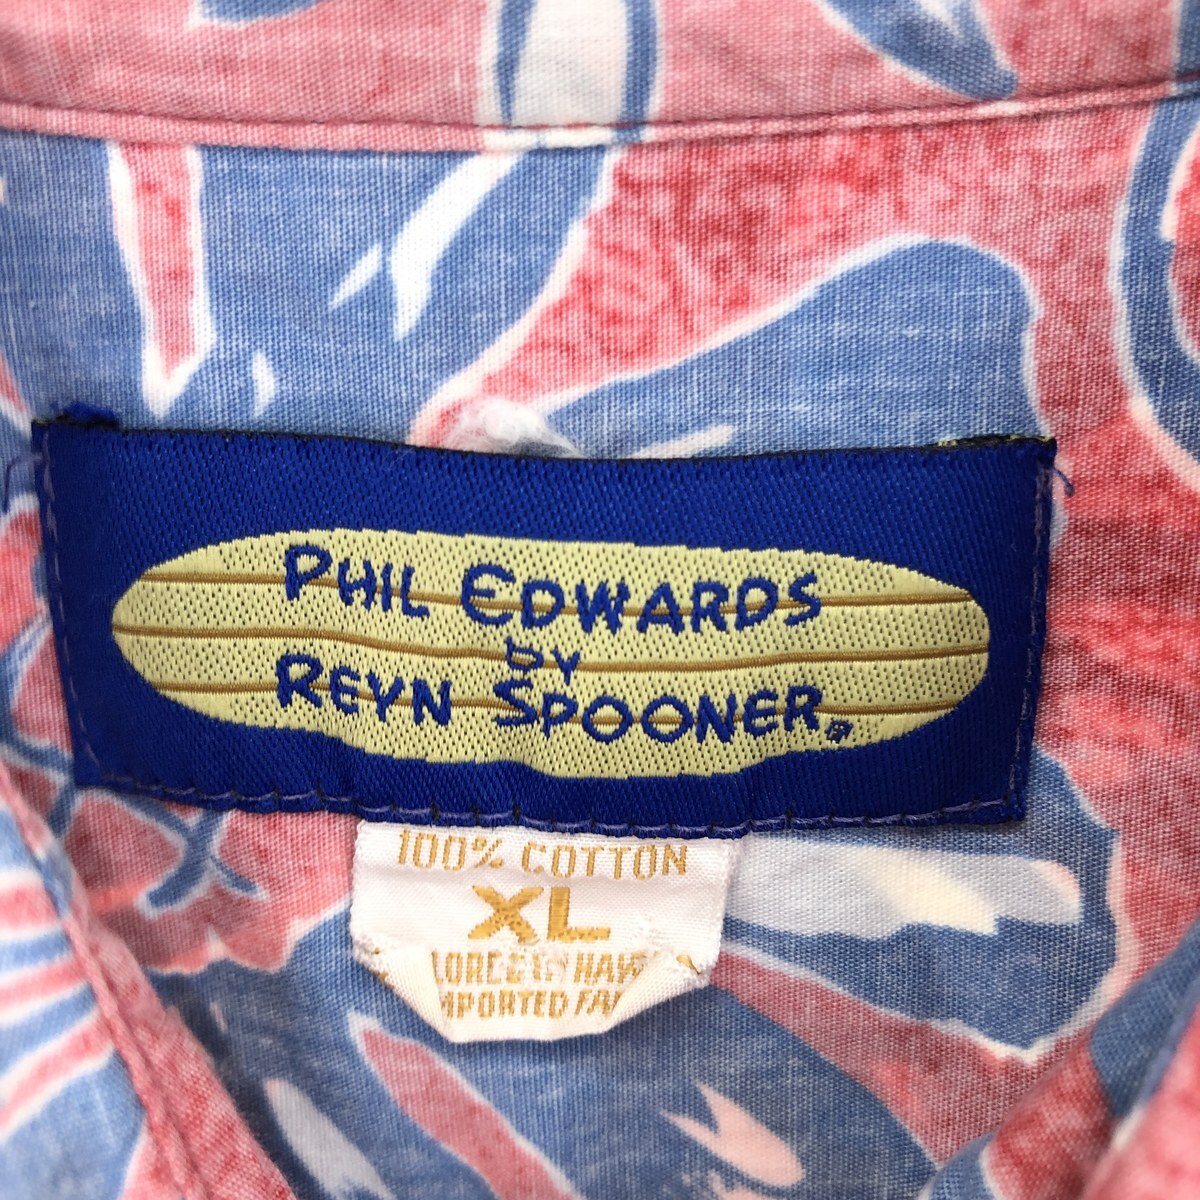 PHIL EDWARDS
by
REYN SPOONER®
100% COTTON
XL